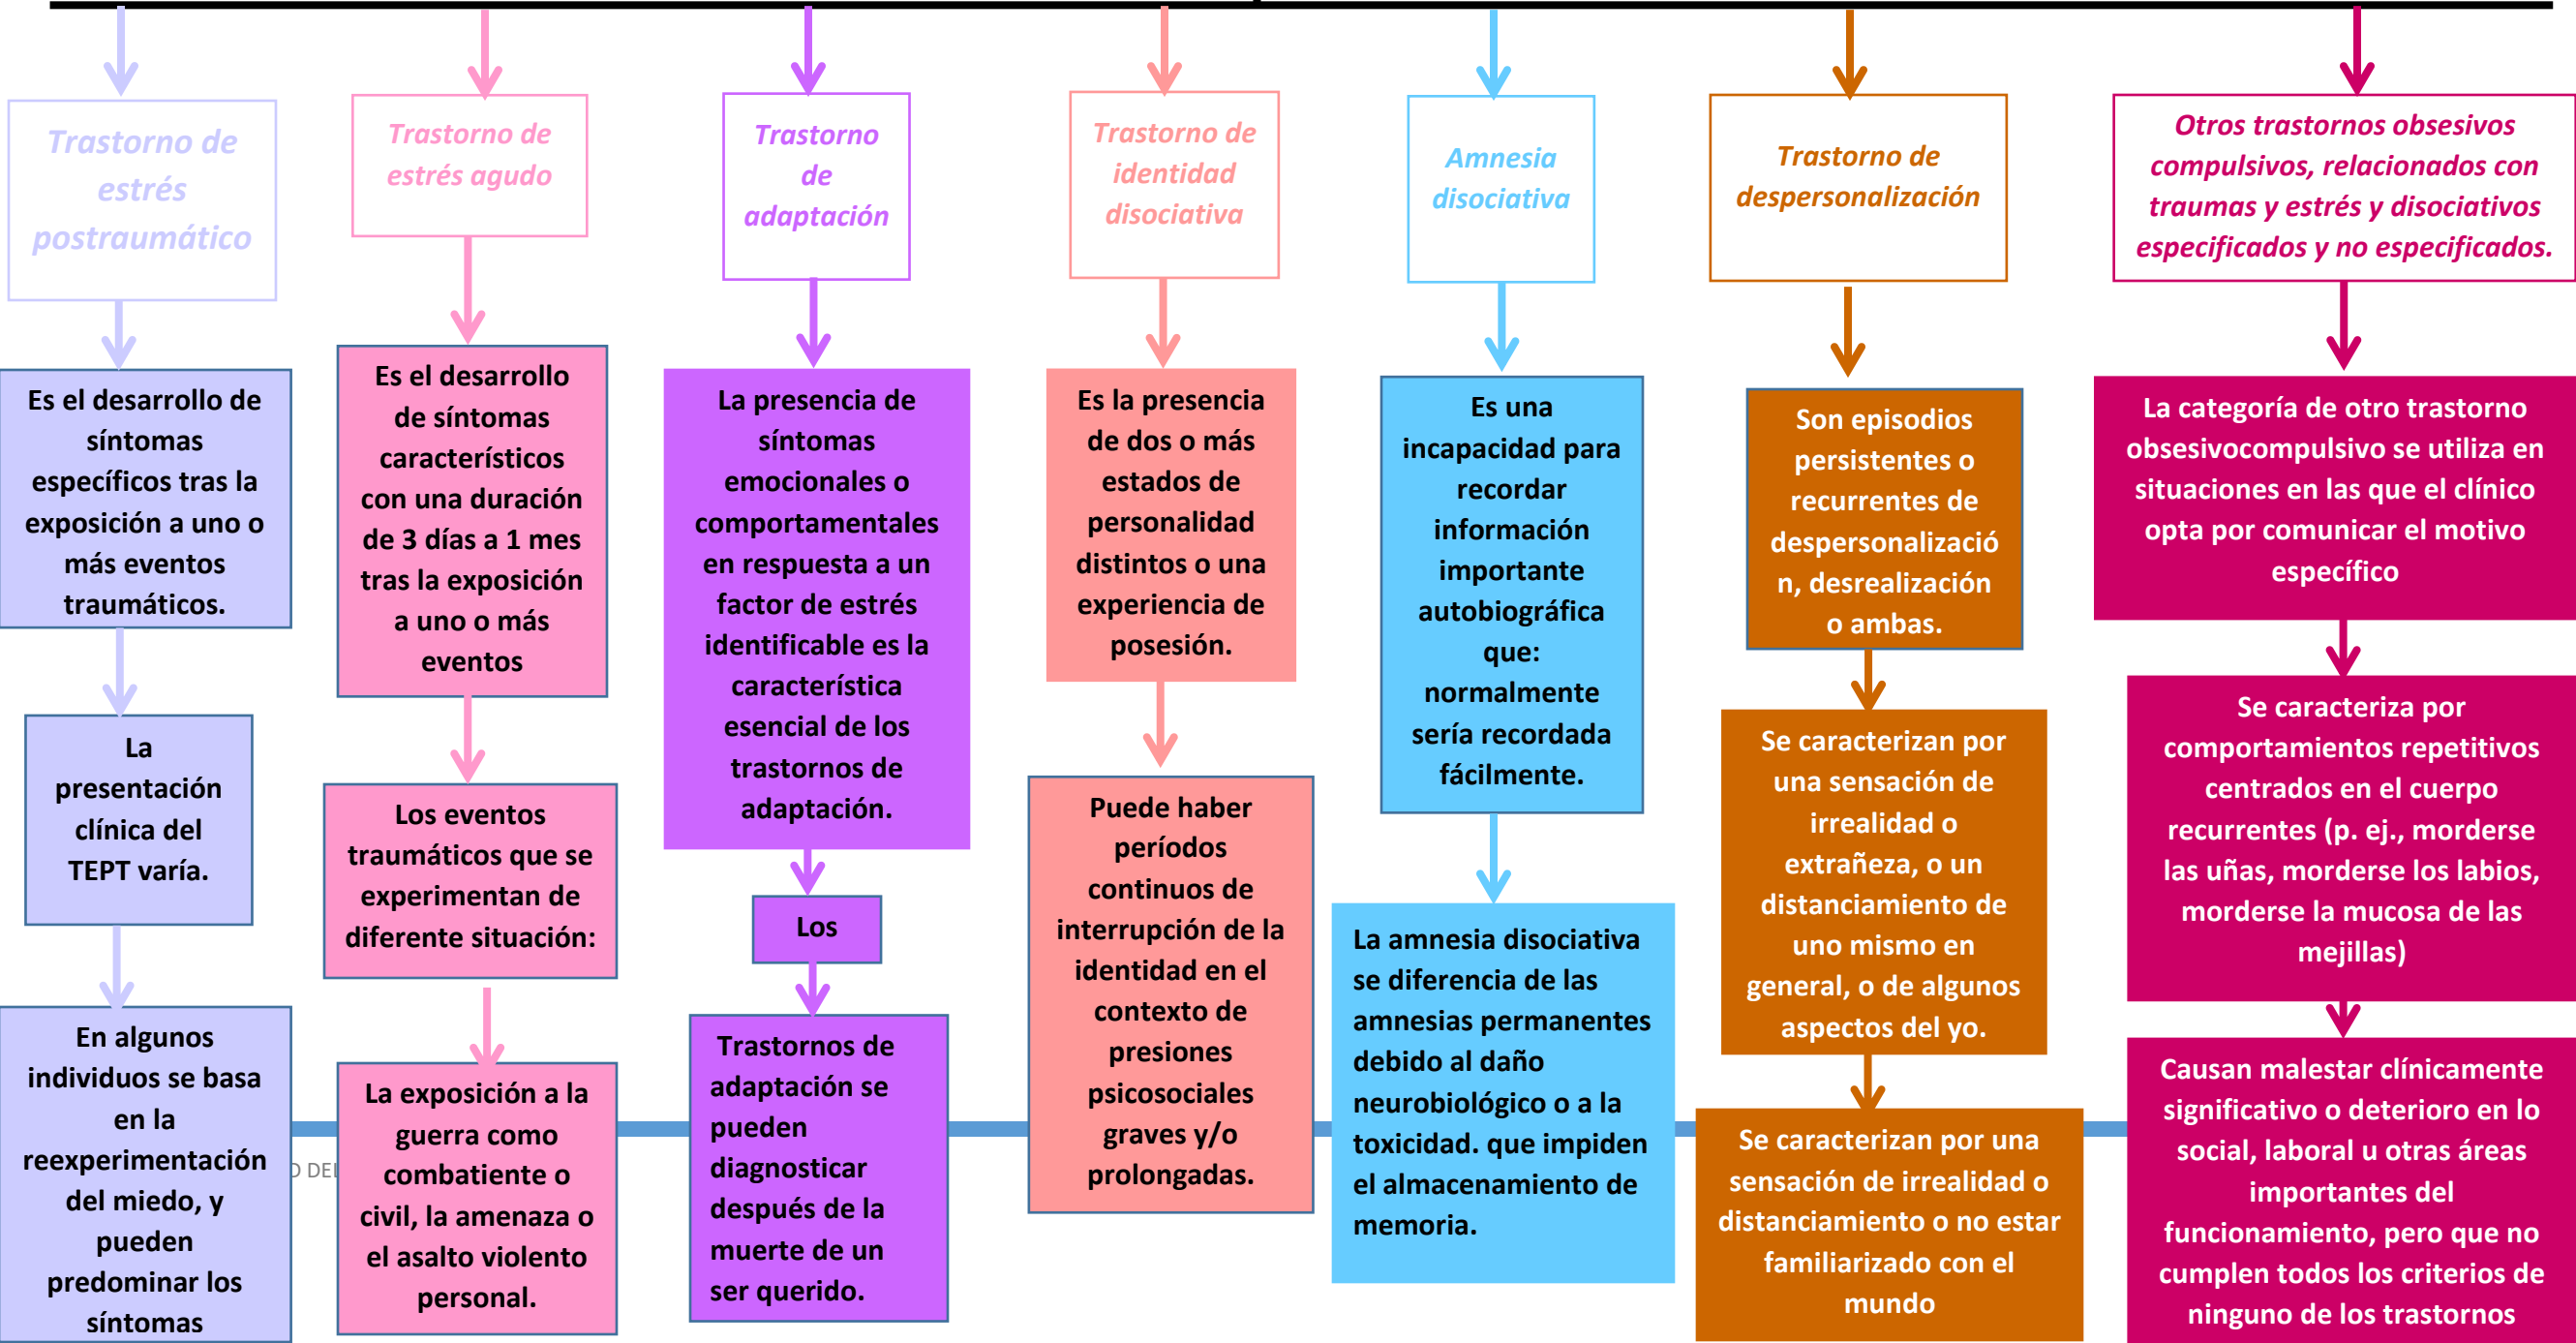 Trastorno de
estrés
postraumático
Trastorno de
estrés agudo
Trastorno
de
adaptación
Trastorno de
identidad
disociativa
Amnesia
disociativa
Trastorno de
despersonalización
Otros trastornos obsesivos
compulsivos, relacionados con
traumas y estrés y disociativos
especificados y no especificados.
Es el desarrollo de
síntomas
específicos tras la
exposición a uno o
más eventos
traumáticos.
La
presentación
clínica del
TEPT varía.
En algunos
individuos se basa
en la
reexperimentación
del miedo, y
pueden
predominar los
síntomas
O DEL
Es el desarrollo
de síntomas
característicos
con una duración
de 3 días a 1 mes
tras la exposición
a uno o más
eventos
Los eventos
traumáticos que se
experimentan de
diferente situación:
La exposición a la
guerra como
combatiente o
civil, la amenaza o
el asalto violento
personal.
La presencia de
síntomas
emocionales o
comportamentales
en respuesta a un
factor de estrés
identificable es la
característica
esencial de los
trastornos de
adaptación.
Los
Trastornos de
adaptación se
pueden
diagnosticar
después de la
muerte de un
ser querido.
Es la presencia
de dos o más
estados de
personalidad
distintos o una
experiencia de
posesión.
Puede haber
períodos
continuos de
interrupción de la
identidad en el
contexto de
presiones
psicosociales
graves y/o
prolongadas.
Es una
incapacidad para
recordar
información
importante
autobiográfica
que:
normalmente
sería recordada
fácilmente.
La amnesia disociativa
se diferencia de las
amnesias permanentes
debido al daño
neurobiológico o a la
toxicidad. que impiden
el almacenamiento de
memoria.
Son episodios
persistentes o
recurrentes de
despersonalizació
n, desrealización
o ambas.
Se caracterizan por
una sensación de
irrealidad o
extrañeza, o un
distanciamiento de
uno mismo en
general, o de algunos
aspectos del yo.
Se caracterizan por una
sensación de irrealidad o
distanciamiento o no estar
familiarizado con el
mundo
La categoría de otro trastorno
obsesivocompulsivo se utiliza en
situaciones en las que el clínico
opta por comunicar el motivo
específico
Se caracteriza por
comportamientos repetitivos
centrados en el cuerpo
recurrentes (p. ej., morderse
las uñas, morderse los labios,
morderse la mucosa de las
mejillas)
Causan malestar clínicamente
significativo o deterioro en lo
social, laboral u otras áreas
importantes del
funcionamiento, pero que no
cumplen todos los criterios de
ninguno de los trastornos